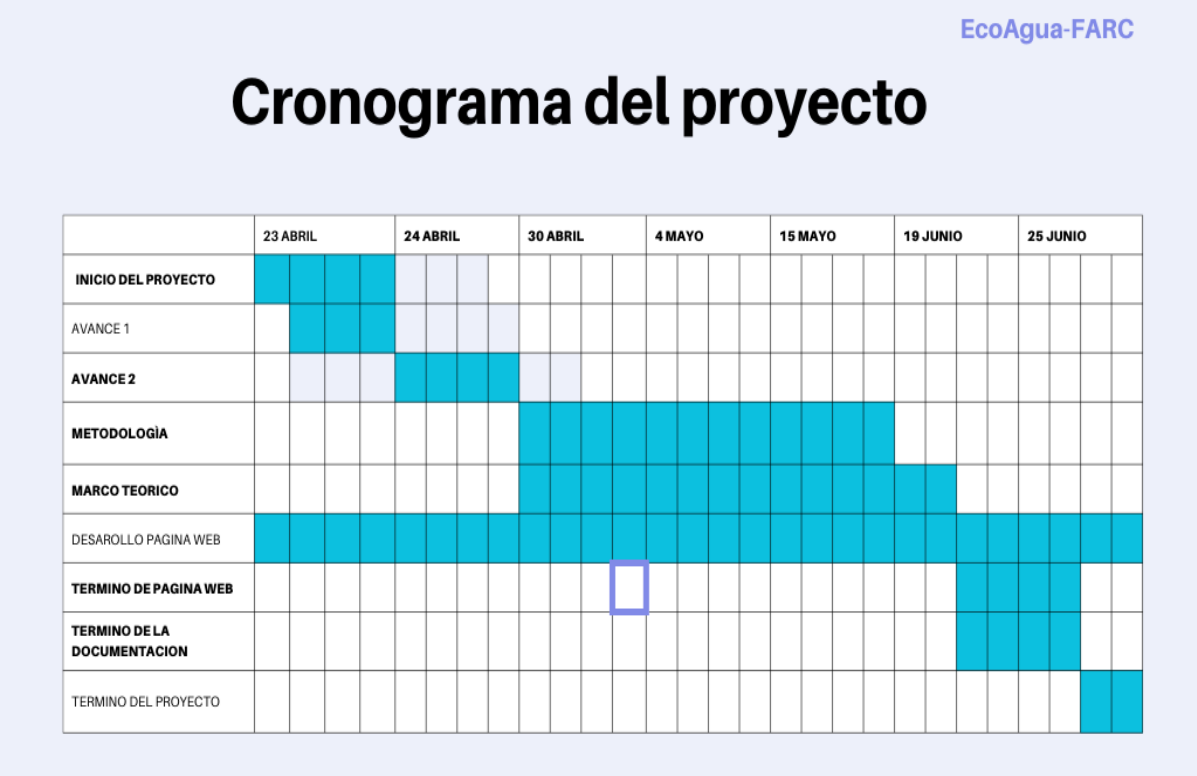 EcoAgua-FARC
Cronograma del proyecto
23 ABRIL 24 ABRIL 30 ABRIL 4 MAYO 15 MAYO 19 JUNIO 25 JUNIO
INICIO DEL PROYECTO
AVANCE 1
AVANCE 2
METODOLOGÌA
MARCO TEORICO
DESAROLLO PAGINA WEB
TERMINO DE PAGINA WEB
TERMINO DE LA
DOCUMENTACION
TERMINO DEL PROYECTO